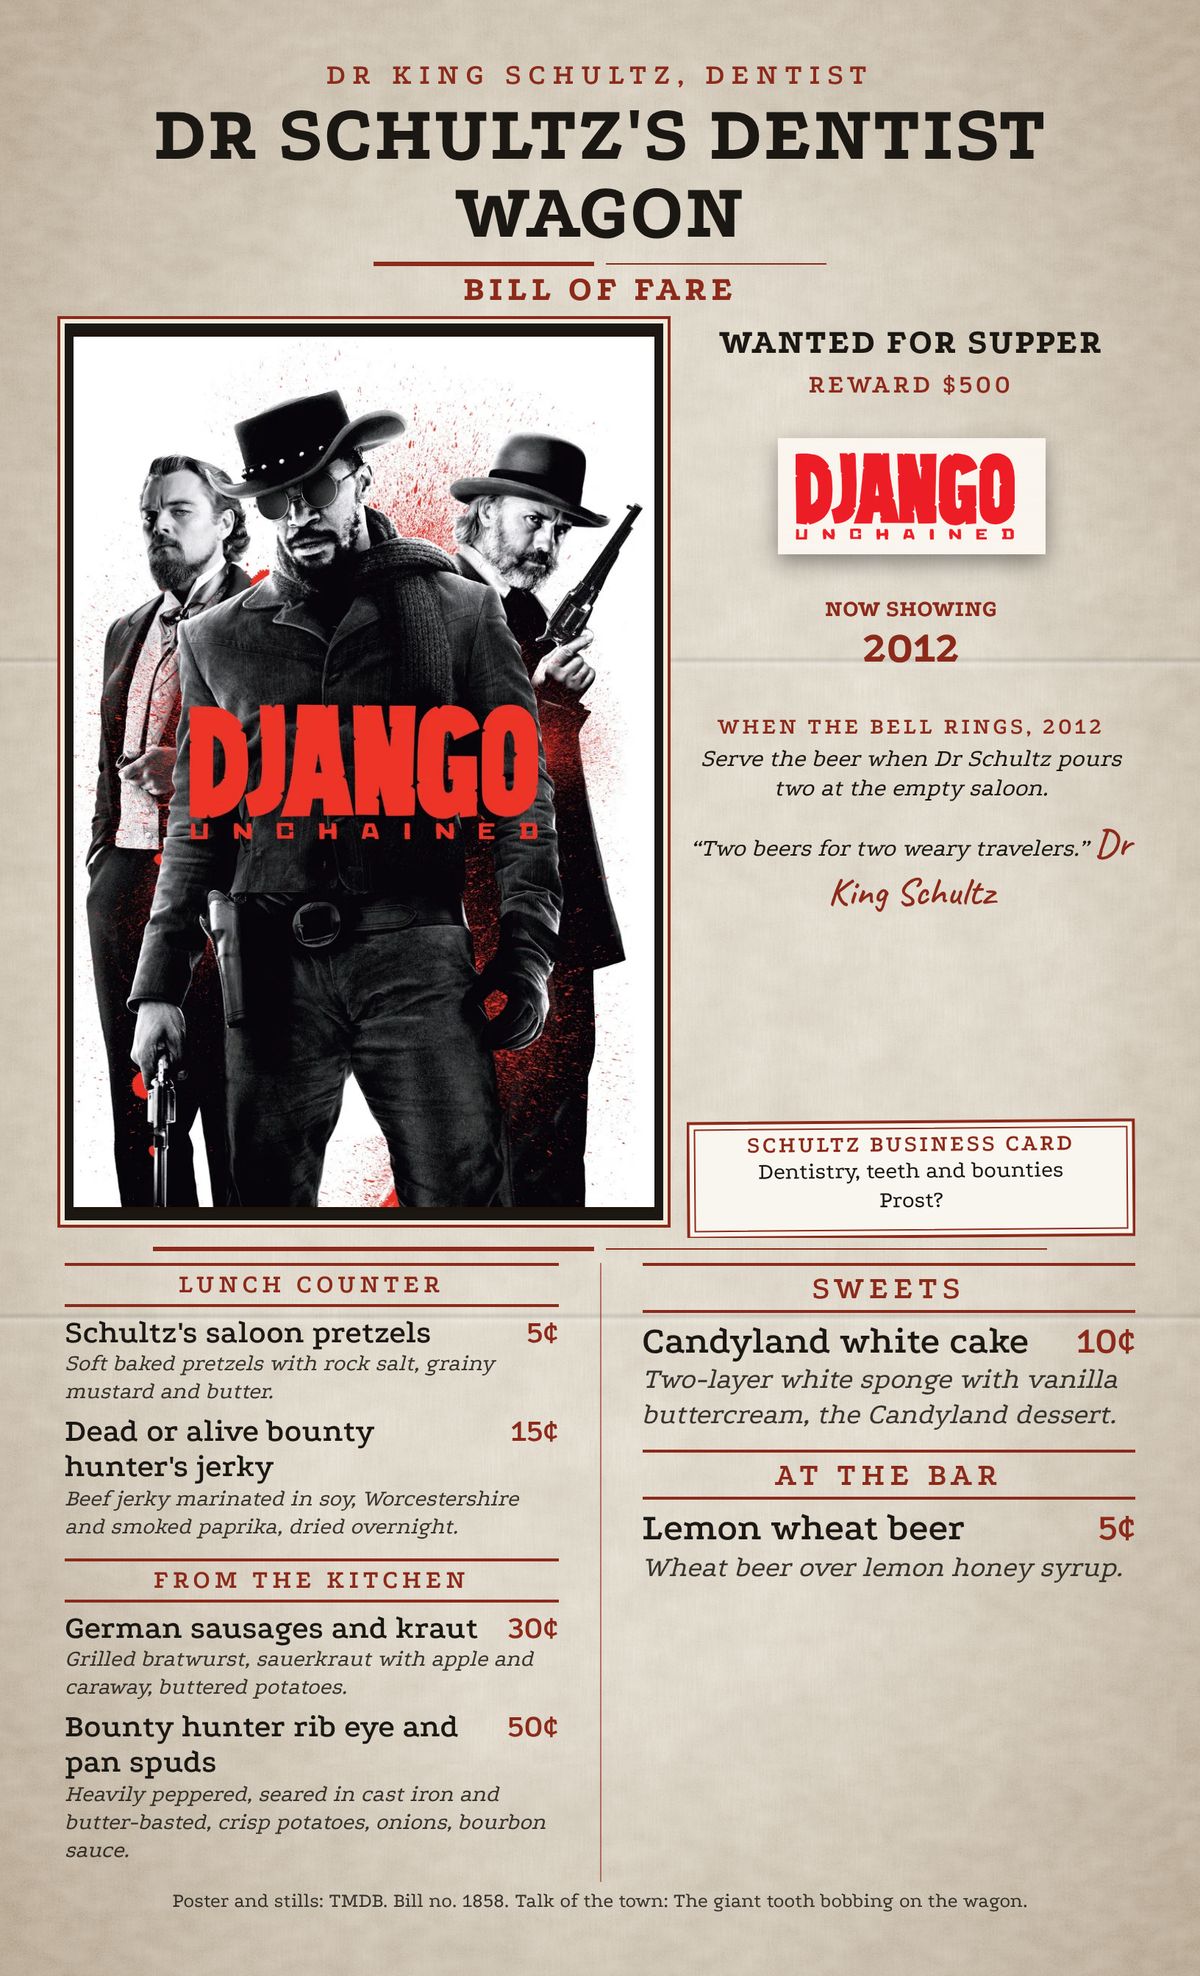 DR KING SCHULTZ, DENTIST
DR SCHULTZ'S DENTIST
WAGON
BILL OF FARE
DJANGO
UNCHAINED
WANTED FOR SUPPER
REWARD $500
DJANGO
UNCHAINED
NOW SHOWING
2012
WHEN THE BELL RINGS, 2012
Serve the beer when Dr Schultz pours
two at the empty saloon.
“Two beers for two weary travelers.” Dr
King Schultz
SCHULTZ BUSINESS CARD
Dentistry, teeth and bounties
Prost?
LUNCH COUNTER
Schultz's saloon pretzels 5¢
Soft baked pretzels with rock salt, grainy
mustard and butter.
Dead or alive bounty 15¢
hunter's jerky
Beef jerky marinated in soy, Worcestershire
and smoked paprika, dried overnight.
FROM THE KITCHEN
German sausages and kraut 30¢
Grilled bratwurst, sauerkraut with apple and
caraway, buttered potatoes.
Bounty hunter rib eye and 50¢
pan spuds
Heavily peppered, seared in cast iron and
butter-basted, crisp potatoes, onions, bourbon
sauce.
SWEETS
Candyland white cake 10¢
Two-layer white sponge with vanilla
buttercream, the Candyland dessert.
AT THE BAR
Lemon wheat beer 5¢
Wheat beer over lemon honey syrup.
Poster and stills: TMDB. Bill no. 1858. Talk of the town: The giant tooth bobbing on the wagon.